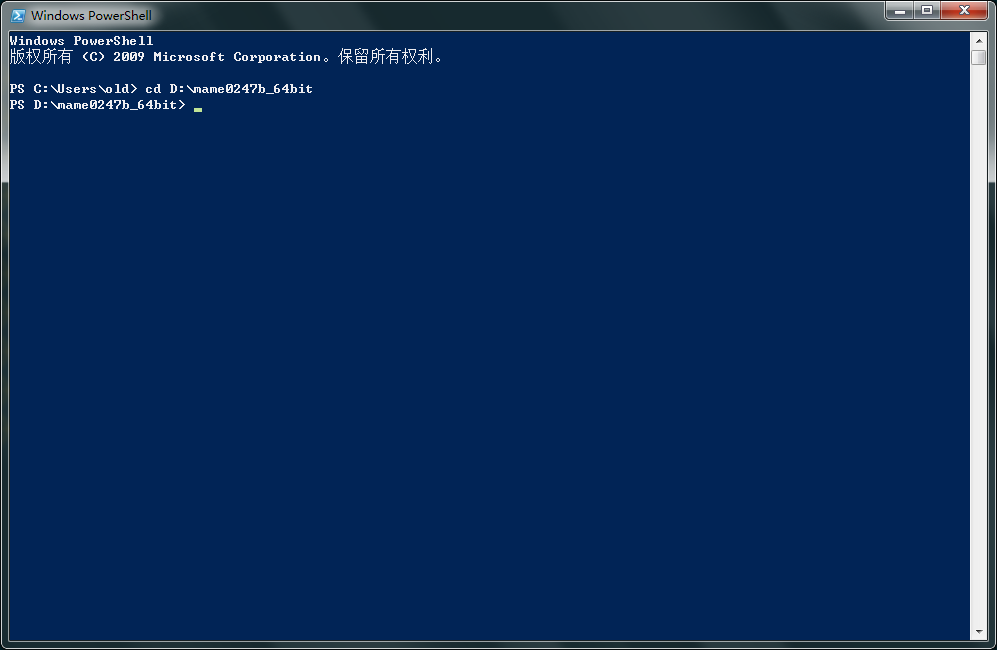 Windows PowerShell
Windows PowerShell
版权所有 (C) 2009 Microsoft Corporation。保留所有权利。
PS C:\Users\old> cd D:\mame0247b_64bit
PS D:\mame0247b_64bit>